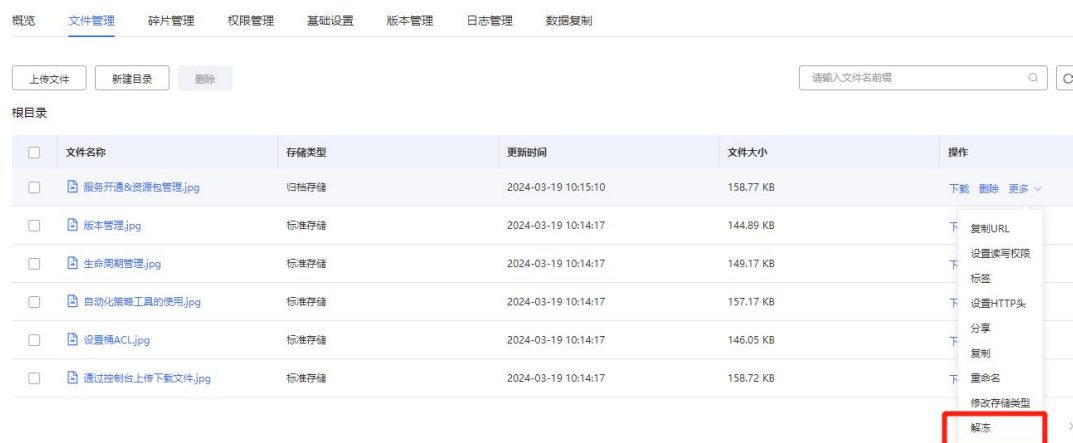 概览 文件管理 碎片管理 权限管理 基础设置 版本管理 日志管理 数据复制
上传文件 新建目录 删除 请输入文件名前缀
根目录
文件名称 存储类型 更新时间 文件大小 操作
服务开通&资源包管理.jpg 归档存储 2024-03-19 10:15:10 158.77 KB 下载 删除 更多
版本管理.jpg 标准存储 2024-03-19 10:14:17 144.89 KB 下
生命周期管理.jpg 标准存储 2024-03-19 10:14:17 149.17 KB 下
自动化策略工具的使用.jpg 标准存储 2024-03-19 10:14:17 157.17 KB 下
设置桶ACL.jpg 标准存储 2024-03-19 10:14:17 146.05 KB 下
通过控制台上传下载文件.jpg 标准存储 2024-03-19 10:14:17 158.72 KB 下
复制URL
设置读写权限
标签
设置HTTP头
分享
复制
重命名
修改存储类型
解冻